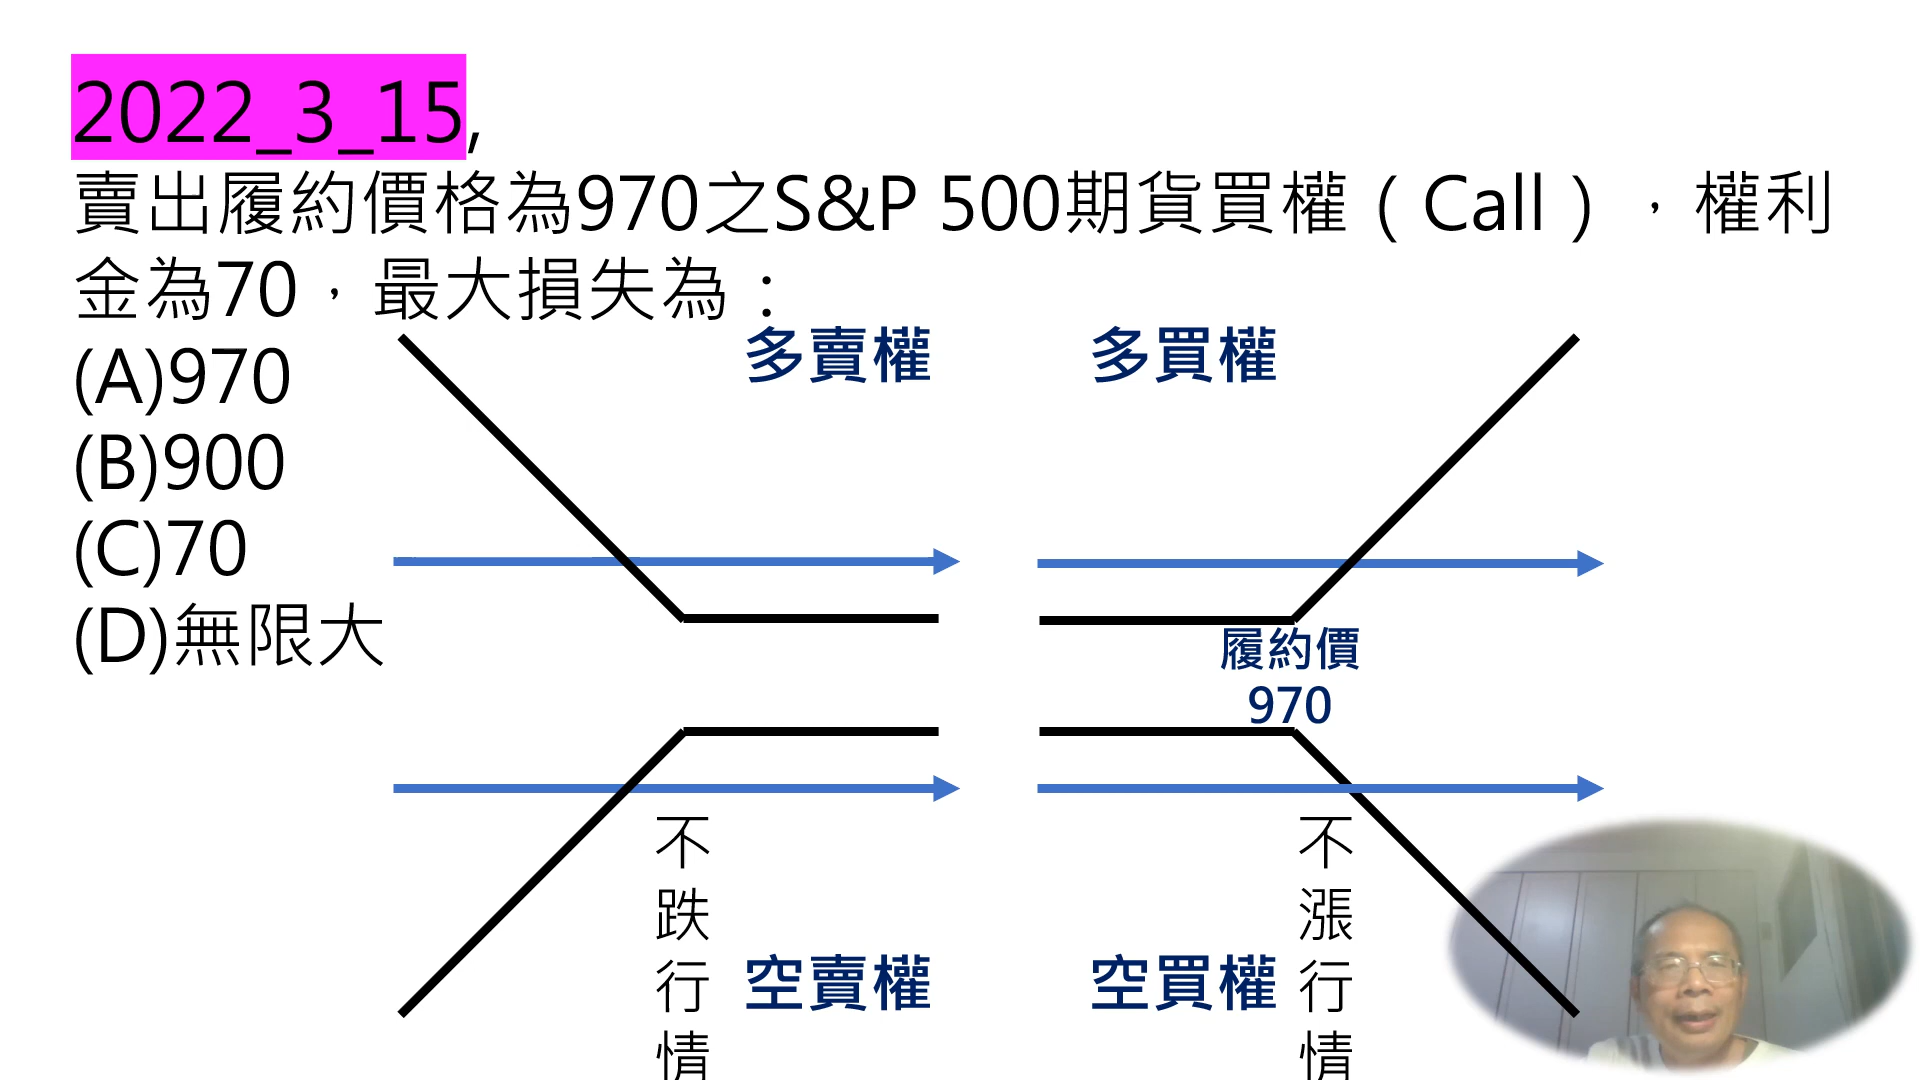 2022_3_15,
賣出履約價格為970之S&P 500期貨買權（Call），權利
金為70，最大損失為：
(A)970
(B)900
(C)70
(D)無限大
多賣權
多買權
履約價
970
不跌行情
空賣權
空買權
不漲行情